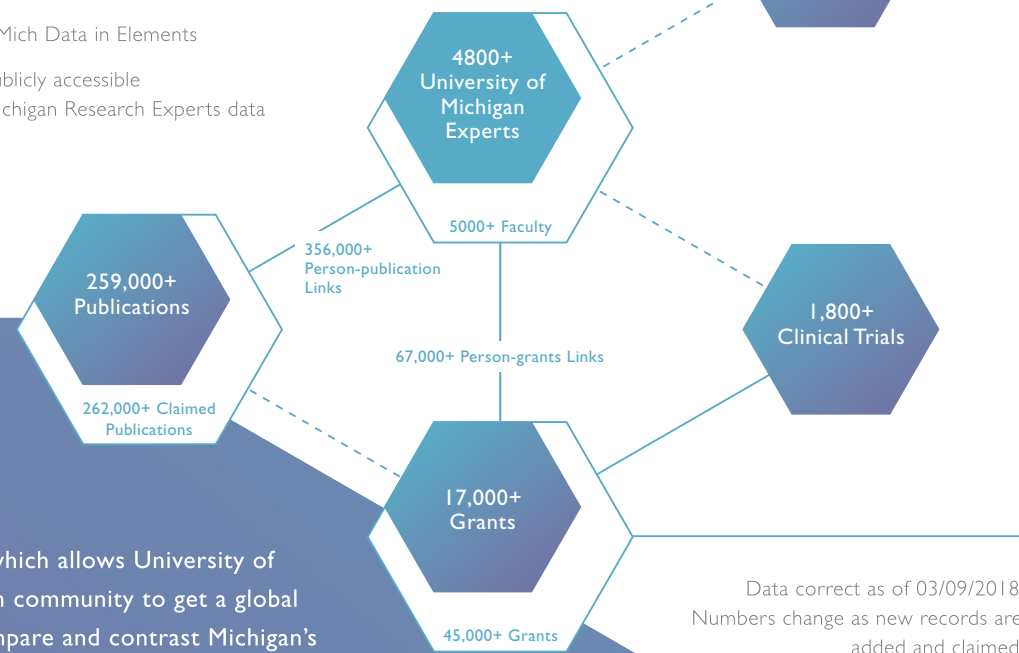 Mich Data in Elements
publicly accessible
chigan Research Experts data
4800+
University of
Michigan
Experts
5000+ Faculty
356,000+
Person-publication
Links
259,000+
Publications
262,000+ Claimed
Publications
67,000+ Person-grants Links
1,800+
Clinical Trials
17,000+
Grants
45,000+ Grants
which allows University of
community to get a global
mpare and contrast Michigan's
Data correct as of 03/09/2018
Numbers change as new records are
added and claimed